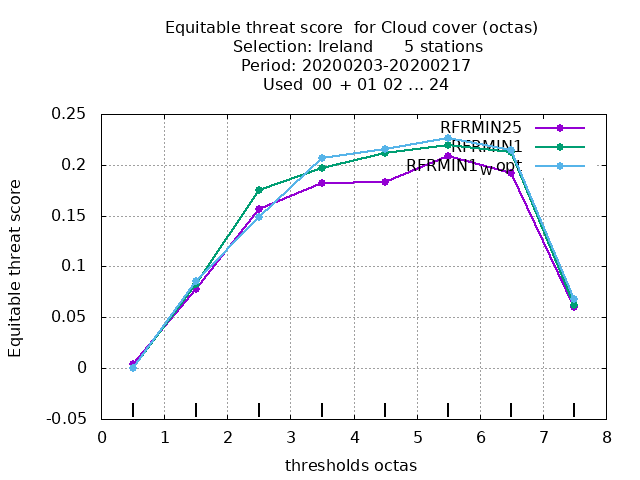 Equitable threat score  for Cloud cover (octas)
Selection: Ireland      5 stations
Period: 20200203-20200217
Used  00 + 01 02 ... 24
RFRMIN25
RFRMIN1
RFRMIN1w opt
0.25
0.2
0.15
0.1
0.05
0
-0.05
Equitable threat score
0 1 2 3 4 5 6 7 8
thresholds octas